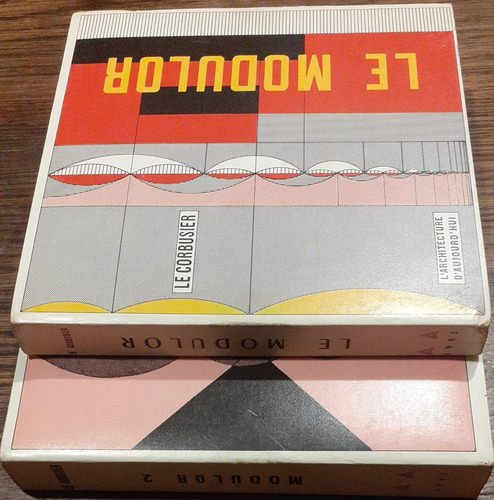 LE MODULOR
LE CORBUSIER
L'ARCHITECTURE
D'AUJOURD'HUI
LE MODULOR
A A
MODULOR 2